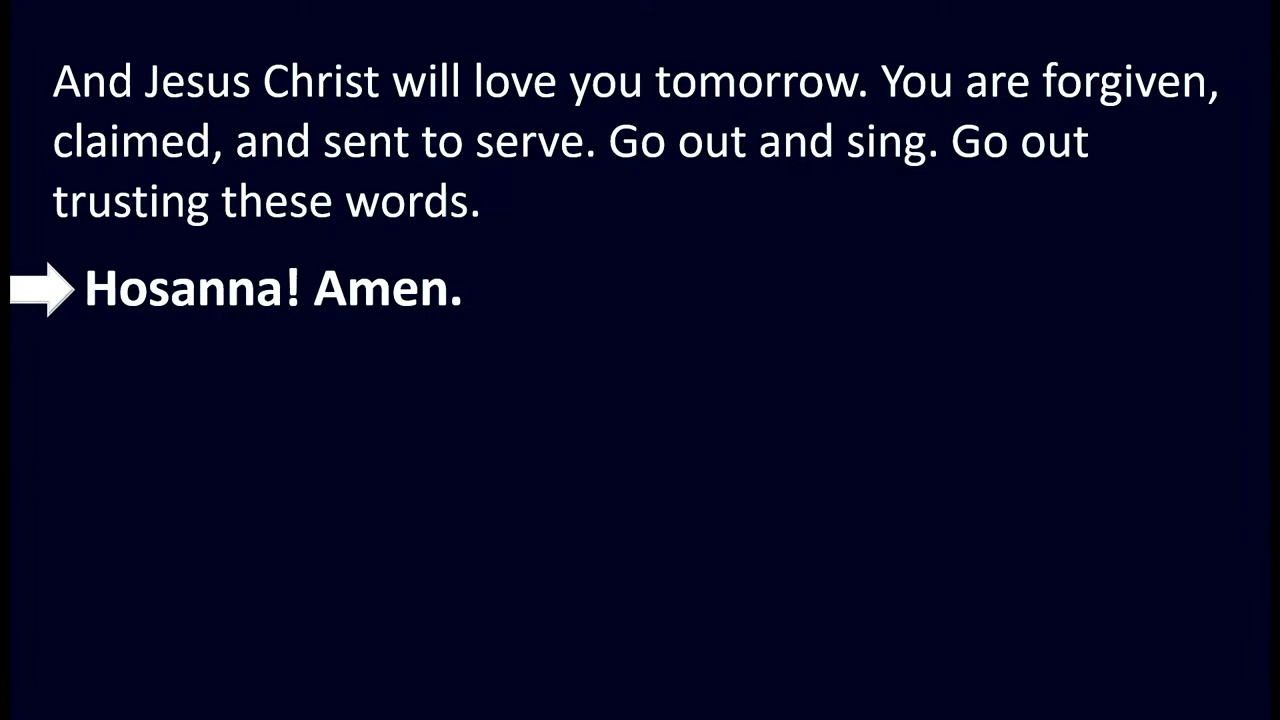 And Jesus Christ will love you tomorrow. You are forgiven,
claimed, and sent to serve. Go out and sing. Go out
trusting these words.
Hosanna! Amen.